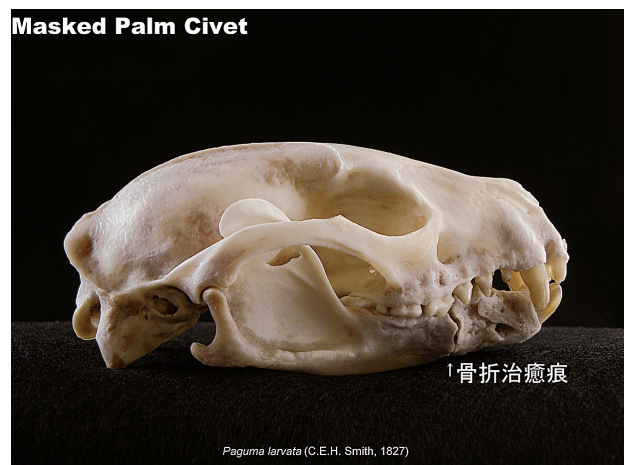 Masked Palm Civet
↑骨折治癒痕
Paguma larvata (C.E.H. Smith, 1827)